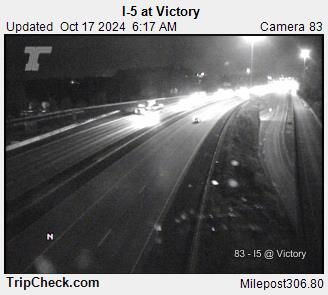 I-5 at Victory
Updated Oct 17 2024 6:17 AM Camera 83
N
83 - I5 @ Victory
TripCheck.com Milepost306.80